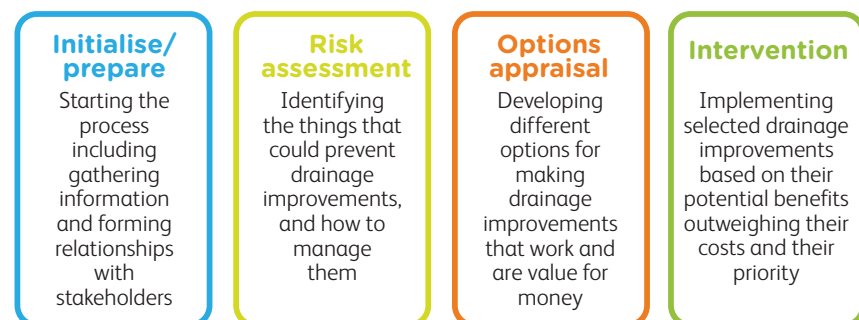 Initialise/
prepare
Starting the
process
including
gathering
information
and forming
relationships
with
stakeholders
Risk
assessment
Identifying
the things that
could prevent
drainage
improvements,
and how to
manage
them
Options
appraisal
Developing
different
options for
making
drainage
improvements
that work and
are value for
money
Intervention
Implementing
selected drainage
improvements
based on their
potential benefits
outweighing their
costs and their
priority